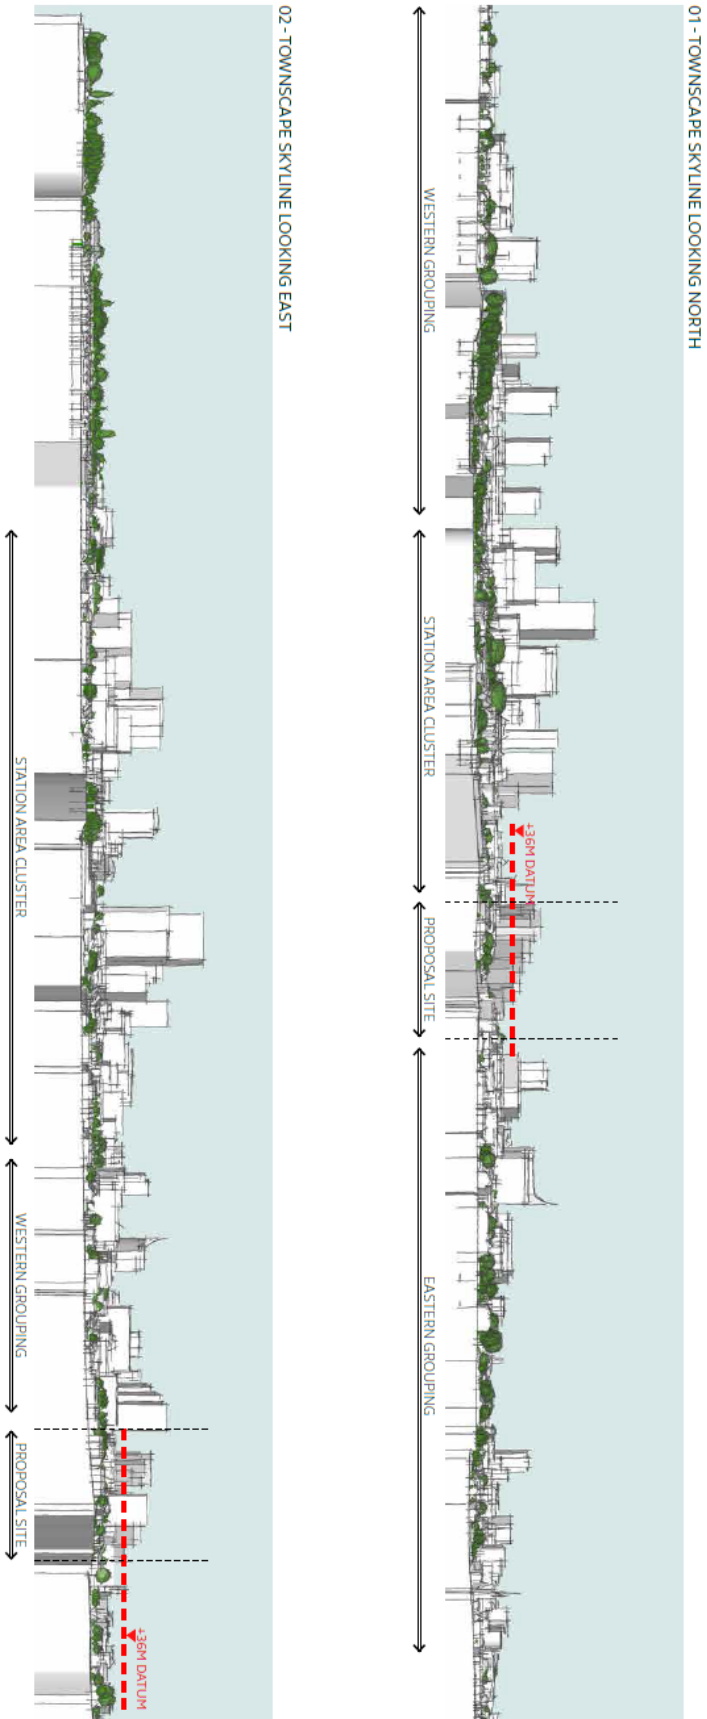 01 - TOWNSCAPE SKYLINE LOOKING NORTH
+36M DATUM
WESTERN GROUPING
STATION AREA CLUSTER
PROPOSAL SITE
EASTERN GROUPING
02 - TOWNSCAPE SKYLINE LOOKING EAST
+36M DATUM
STATION AREA CLUSTER
WESTERN GROUPING
PROPOSAL SITE